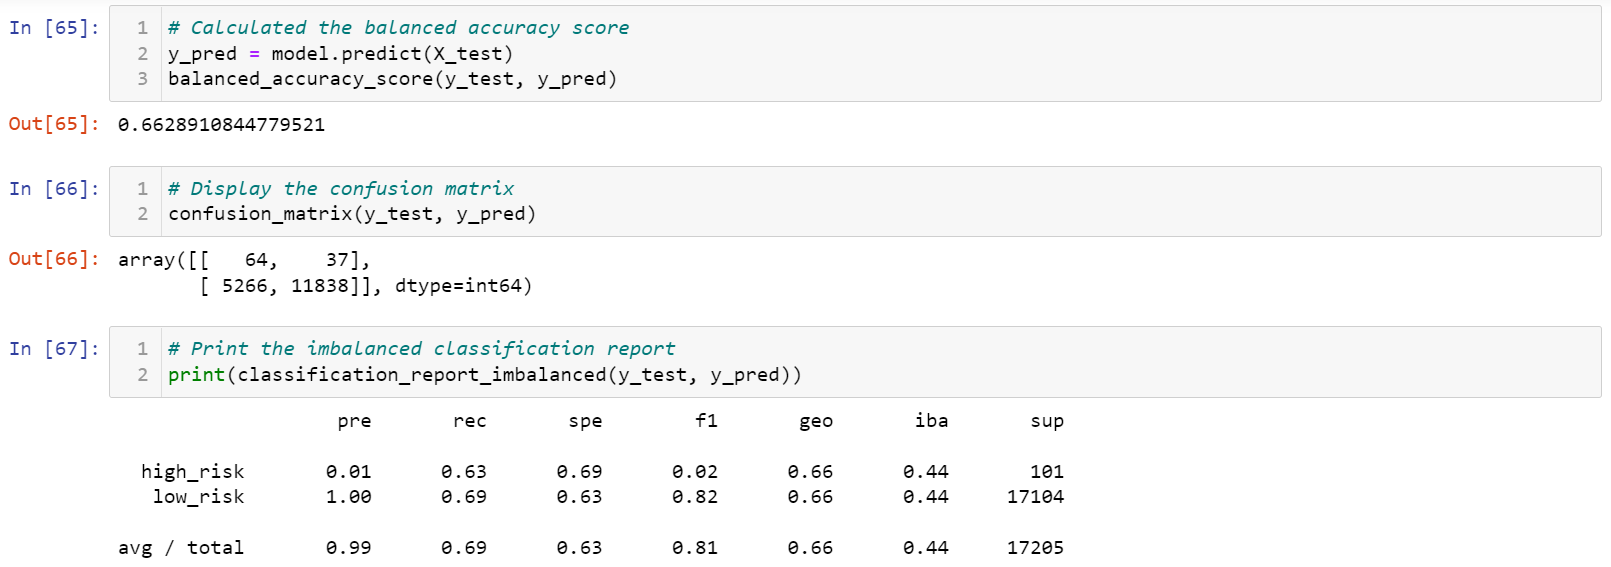 In [65]: 1 # Calculated the balanced accuracy score
2 y_pred = model.predict(X_test)
3 balanced_accuracy_score(y_test, y_pred)
Out[65]: 0.6628910844779521
In [66]: 1 # Display the confusion matrix
2 confusion_matrix(y_test, y_pred)
Out[66]: array([[   64,    37],
       [ 5266, 11838]], dtype=int64)
In [67]: 1 # Print the imbalanced classification report
2 print(classification_report_imbalanced(y_test, y_pred))
pre rec spe f1 geo iba sup
high_risk 0.01 0.63 0.69 0.02 0.66 0.44 101
low_risk 1.00 0.69 0.63 0.82 0.66 0.44 17104
avg / total 0.99 0.69 0.63 0.81 0.66 0.44 17205